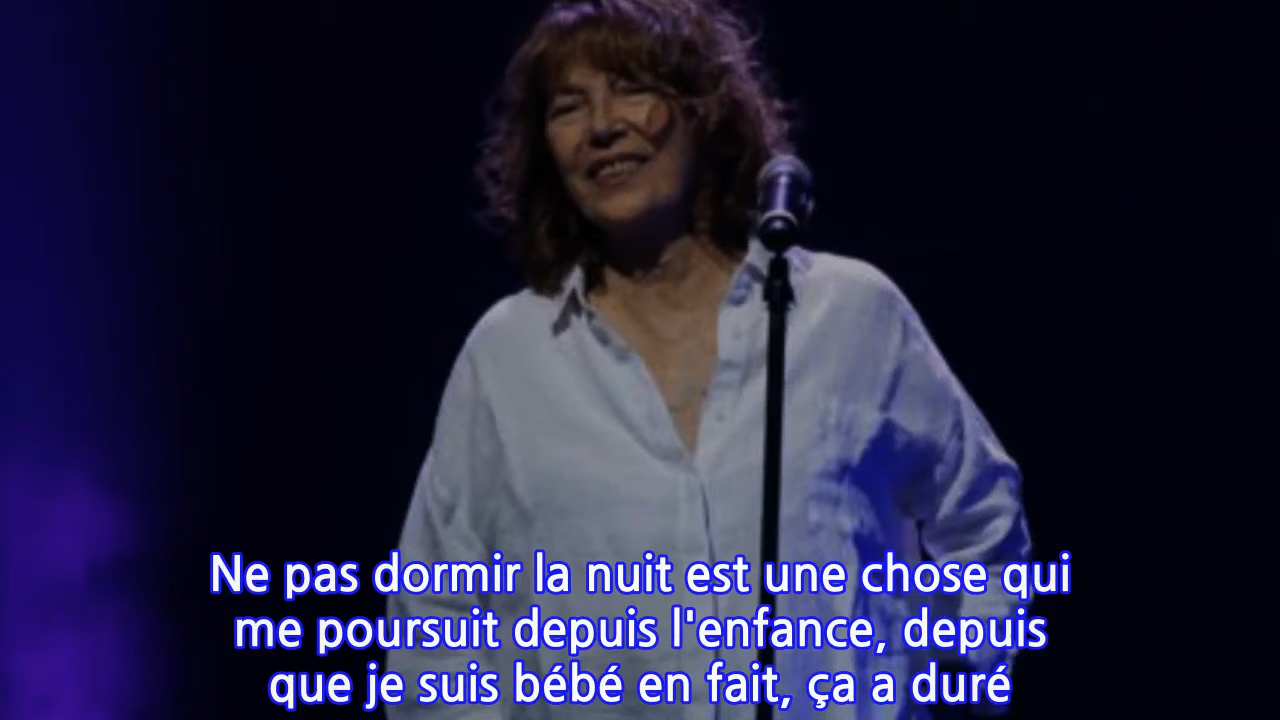 Ne pas dormir la nuit est une chose qui
me poursuit depuis l'enfance, depuis
que je suis bébé en fait, ça a duré